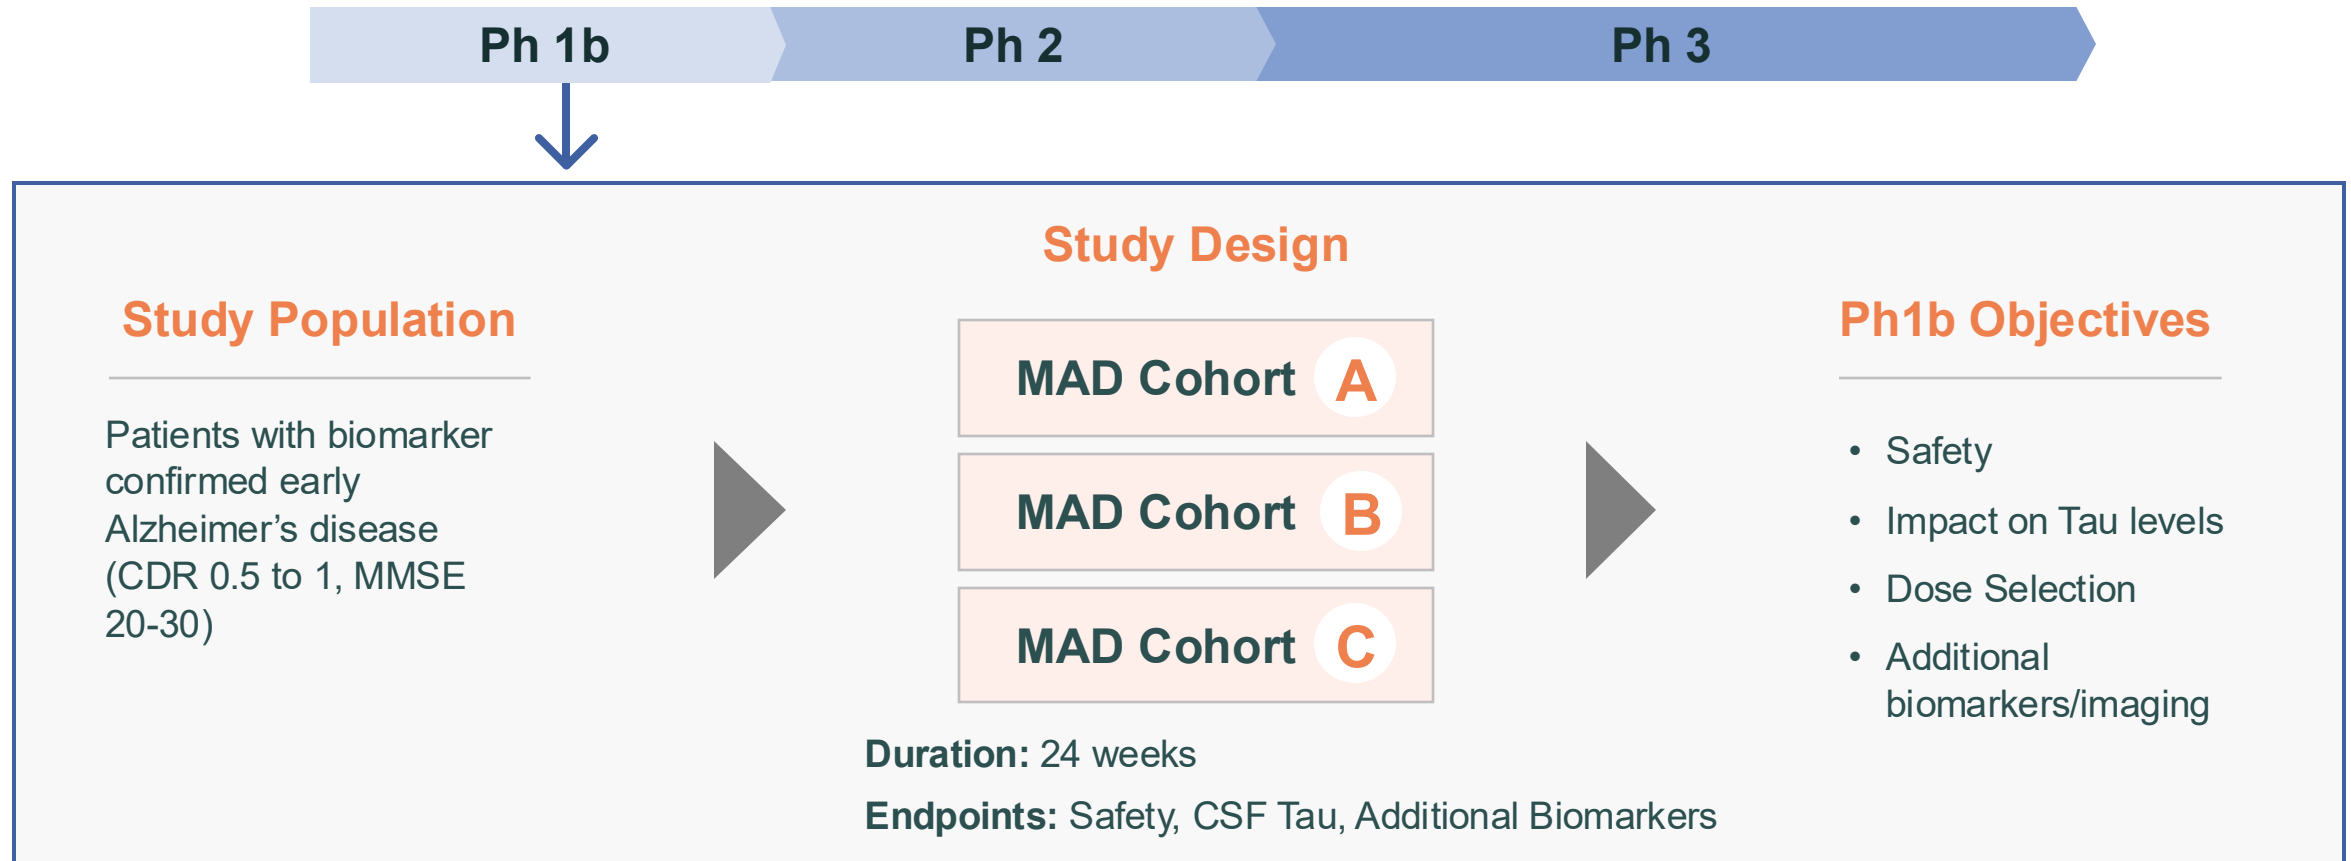 Ph 1b
Ph 2
Ph 3
Study Population
Patients with biomarker
confirmed early
Alzheimer’s disease
(CDR 0.5 to 1, MMSE
20-30)
Study Design
MAD Cohort A
MAD Cohort B
MAD Cohort C
Duration: 24 weeks
Endpoints: Safety, CSF Tau, Additional Biomarkers
Ph1b Objectives
• Safety
• Impact on Tau levels
• Dose Selection
• Additional
biomarkers/imaging